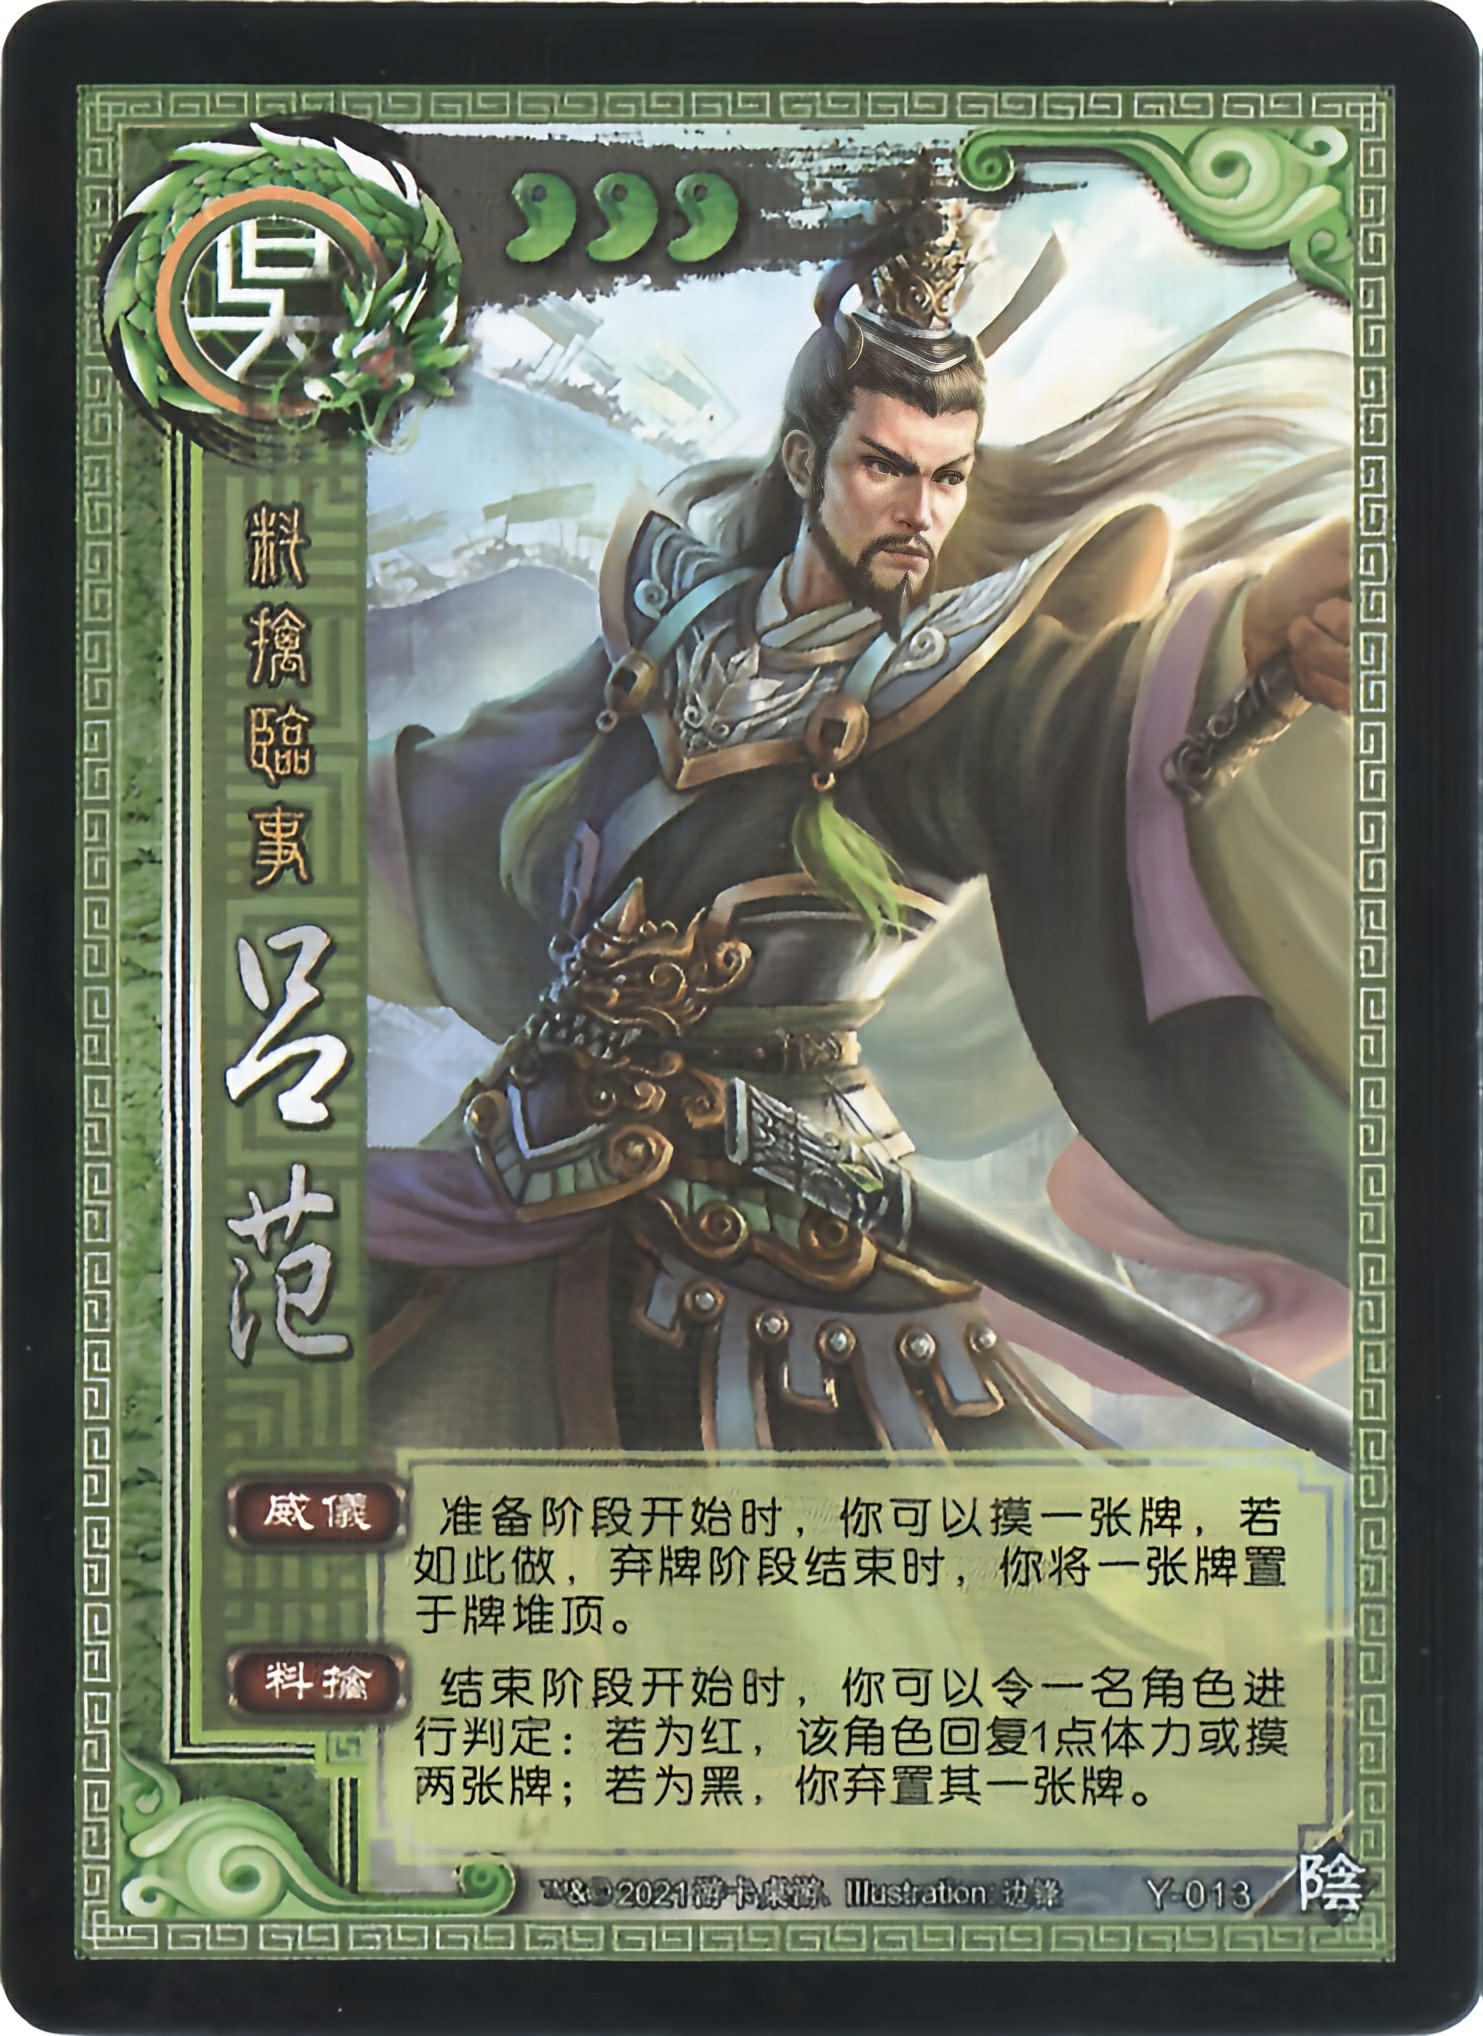 吳
料擒臨事
吕范
威儀
准备阶段开始时，你可以摸一张牌，若
如此做，弃牌阶段结束时，你将一张牌置
于牌堆顶。
料擒
结束阶段开始时，你可以令一名角色进
行判定：若为红，该角色回复1点体力或摸
两张牌；若为黑，你弃置其一张牌。
™&©2021游卡桌游. Illustration: 边锋
Y-013
陰